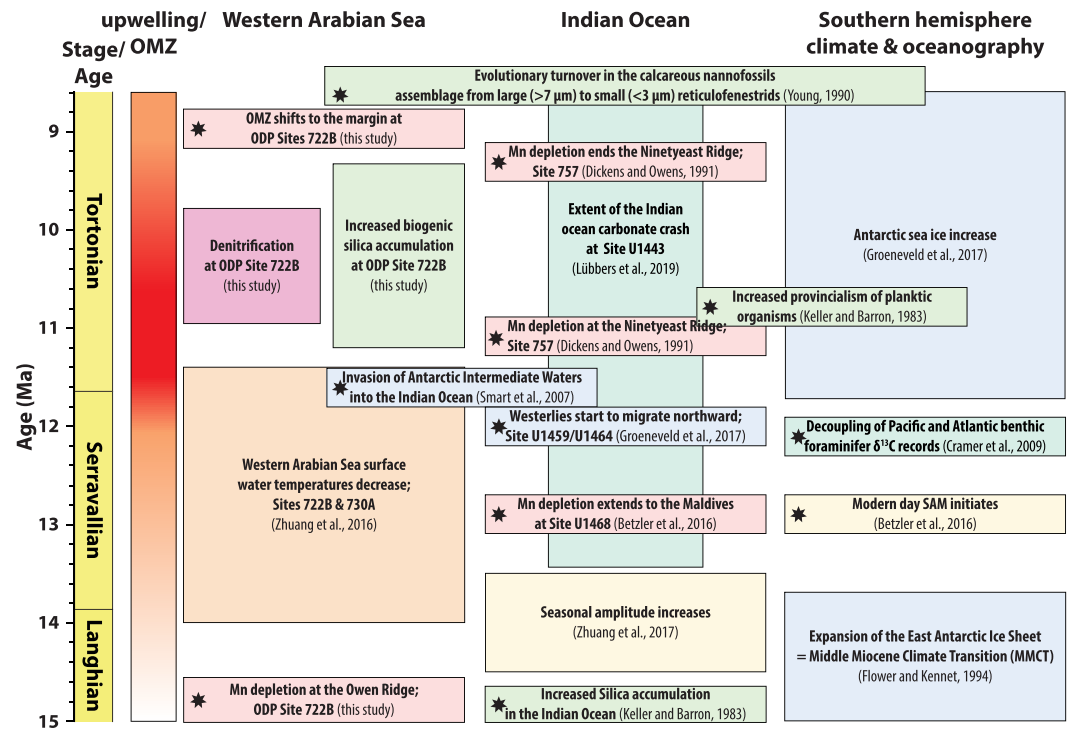 upwelling/
OMZ
Western Arabian Sea
Indian Ocean
Southern hemisphere
climate & oceanography
Stage/
Age
Evolutionary turnover in the calcareous nannofossils
assemblage from large (>7 µm) to small (<3 µm) reticulofenestrids (Young, 1990)
OMZ shifts to the margin at
ODP Sites 722B (this study)
9
Mn depletion ends the Ninetyeast Ridge;
Site 757 (Dickens and Owens, 1991)
Tortonian
Denitrification
at ODP Site 722B
(this study)
Increased biogenic
silica accumulation
at ODP Site 722B
(this study)
Extent of the Indian
ocean carbonate crash
at Site U1443
(Lübbers et al., 2019)
Antarctic sea ice increase
(Groeneveld et al., 2017)
10
Increased provincialism of planktic
organisms (Keller and Barron, 1983)
11
Mn depletion at the Ninetyeast Ridge;
Site 757 (Dickens and Owens, 1991)
Age (Ma)
Invasion of Antarctic Intermediate Waters
into the Indian Ocean (Smart et al., 2007)
12
Westerlies start to migrate northward;
Site U1459/U1464 (Groeneveld et al., 2017)
Decoupling of Pacific and Atlantic benthic
foraminifer δ¹³C records (Cramer et al., 2009)
Serravallian
Western Arabian Sea surface
water temperatures decrease;
Sites 722B & 730A
(Zhuang et al., 2016)
13
Mn depletion extends to the Maldives
at Site U1468 (Betzler et al., 2016)
Modern day SAM initiates
(Betzler et al., 2016)
14
Seasonal amplitude increases
(Zhuang et al., 2017)
Langhian
Expansion of the East Antarctic Ice Sheet
= Middle Miocene Climate Transition (MMCT)
(Flower and Kennet, 1994)
Mn depletion at the Owen Ridge;
ODP Site 722B (this study)
Increased Silica accumulation
in the Indian Ocean (Keller and Barron, 1983)
15